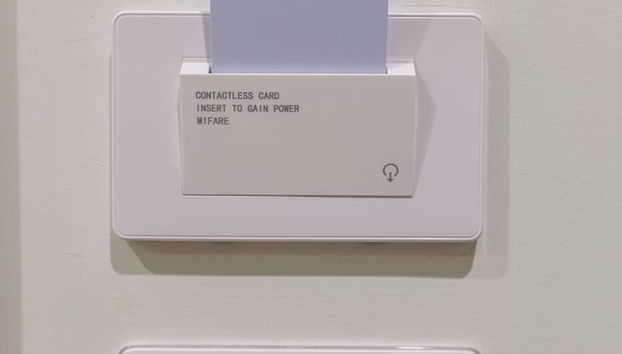 CONTACTLESS CARD
INSERT TO GAIN POWER
MIFARE